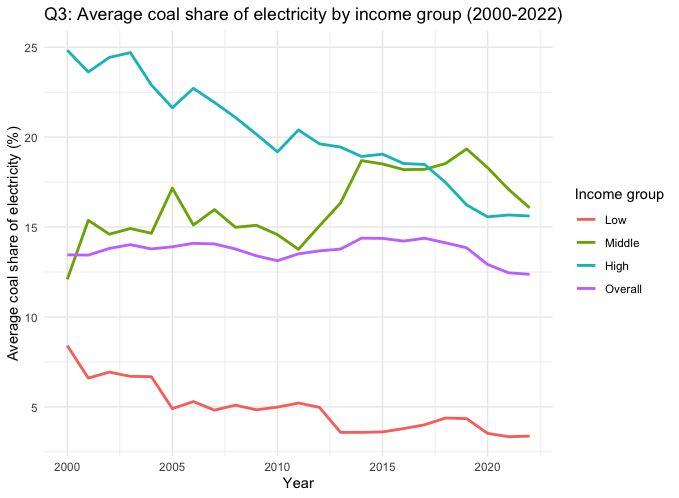 Q3: Average coal share of electricity by income group (2000-2022)
Average coal share of electricity (%)
25
20
15
10
5
2000 2005 2010 2015 2020
Year
Income group
Low
Middle
High
Overall